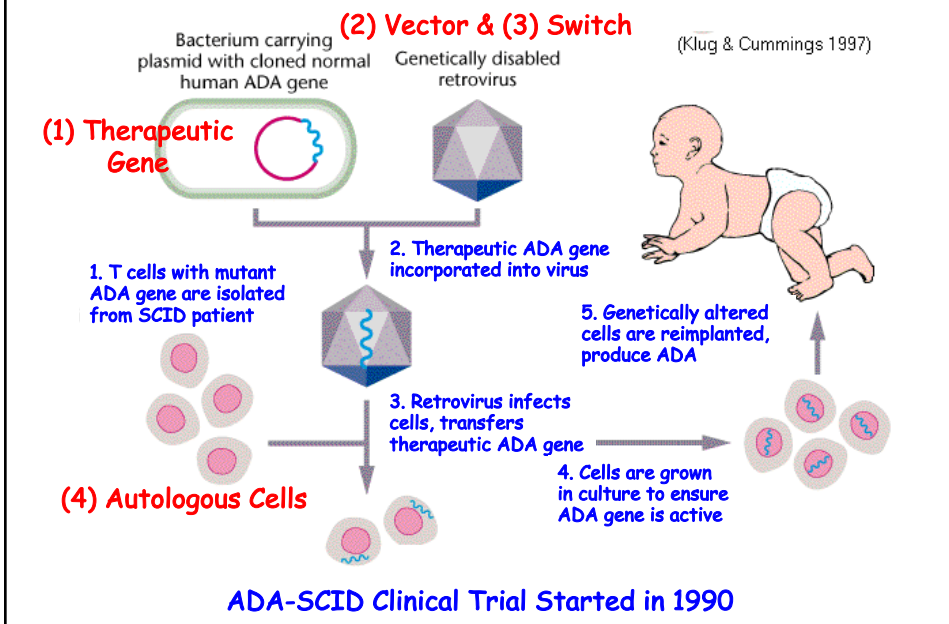 (2) Vector & (3) Switch
(Klug & Cummings 1997)
Bacterium carrying
plasmid with cloned normal
human ADA gene
Genetically disabled
retrovirus
(1) Therapeutic
Gene
2. Therapeutic ADA gene
incorporated into virus
1. T cells with mutant
ADA gene are isolated
from SCID patient
5. Genetically altered
cells are reimplanted,
produce ADA
3. Retrovirus infects
cells, transfers
therapeutic ADA gene
4. Cells are grown
in culture to ensure
ADA gene is active
(4) Autologous Cells
ADA-SCID Clinical Trial Started in 1990